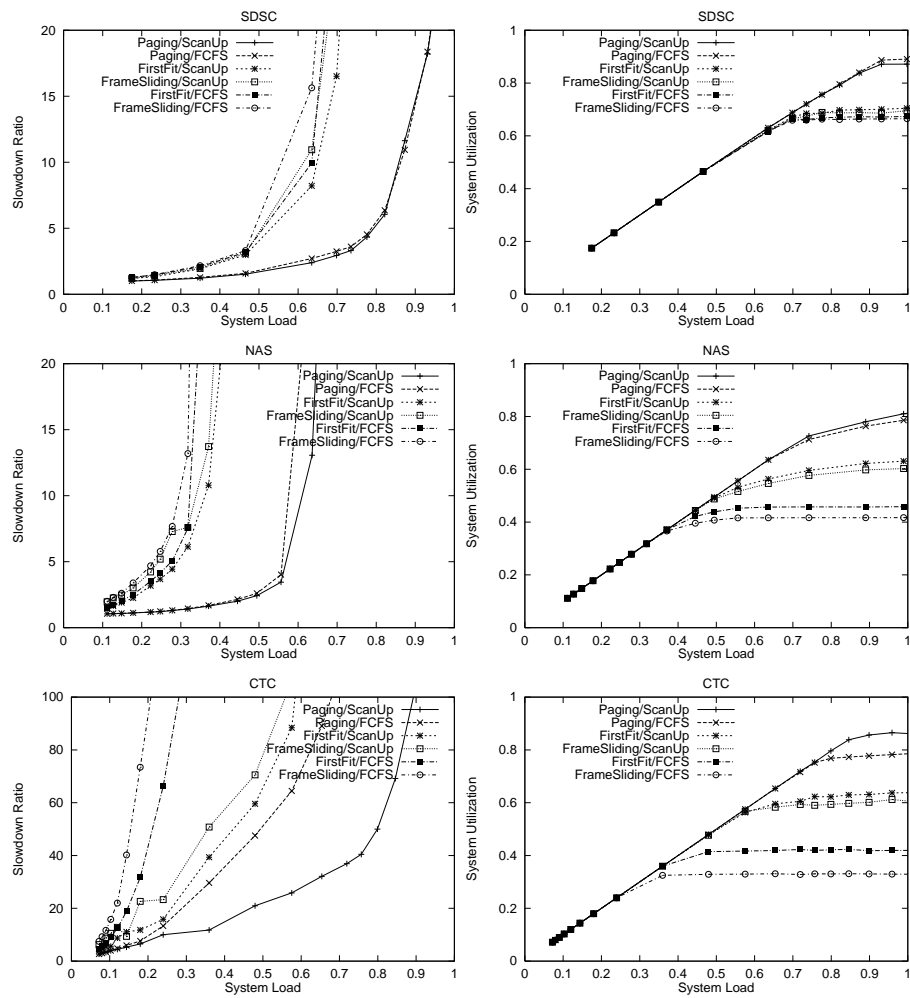 SDSC
20
15
10
5
0
Slowdown Ratio
Paging/ScanUp
Paging/FCFS
FirstFit/ScanUp
FrameSliding/ScanUp
FirstFit/FCFS
FrameSliding/FCFS
0 0.1 0.2 0.3 0.4 0.5 0.6 0.7 0.8 0.9 1
System Load
SDSC
1
0.8
0.6
0.4
0.2
0
System Utilization
Paging/ScanUp
Paging/FCFS
FirstFit/ScanUp
FrameSliding/ScanUp
FirstFit/FCFS
FrameSliding/FCFS
0 0.1 0.2 0.3 0.4 0.5 0.6 0.7 0.8 0.9 1
System Load
NAS
20
15
10
5
0
Slowdown Ratio
Paging/ScanUp
Paging/FCFS
FirstFit/ScanUp
FrameSliding/ScanUp
FirstFit/FCFS
FrameSliding/FCFS
0 0.1 0.2 0.3 0.4 0.5 0.6 0.7 0.8 0.9 1
System Load
NAS
1
0.8
0.6
0.4
0.2
0
System Utilization
Paging/ScanUp
Paging/FCFS
FirstFit/ScanUp
FrameSliding/ScanUp
FirstFit/FCFS
FrameSliding/FCFS
0 0.1 0.2 0.3 0.4 0.5 0.6 0.7 0.8 0.9 1
System Load
CTC
100
80
60
40
20
0
Slowdown Ratio
Paging/ScanUp
Paging/FCFS
FirstFit/ScanUp
FrameSliding/ScanUp
FirstFit/FCFS
FrameSliding/FCFS
0 0.1 0.2 0.3 0.4 0.5 0.6 0.7 0.8 0.9 1
System Load
CTC
1
0.8
0.6
0.4
0.2
0
System Utilization
Paging/ScanUp
Paging/FCFS
FirstFit/ScanUp
FrameSliding/ScanUp
FirstFit/FCFS
FrameSliding/FCFS
0 0.1 0.2 0.3 0.4 0.5 0.6 0.7 0.8 0.9 1
System Load